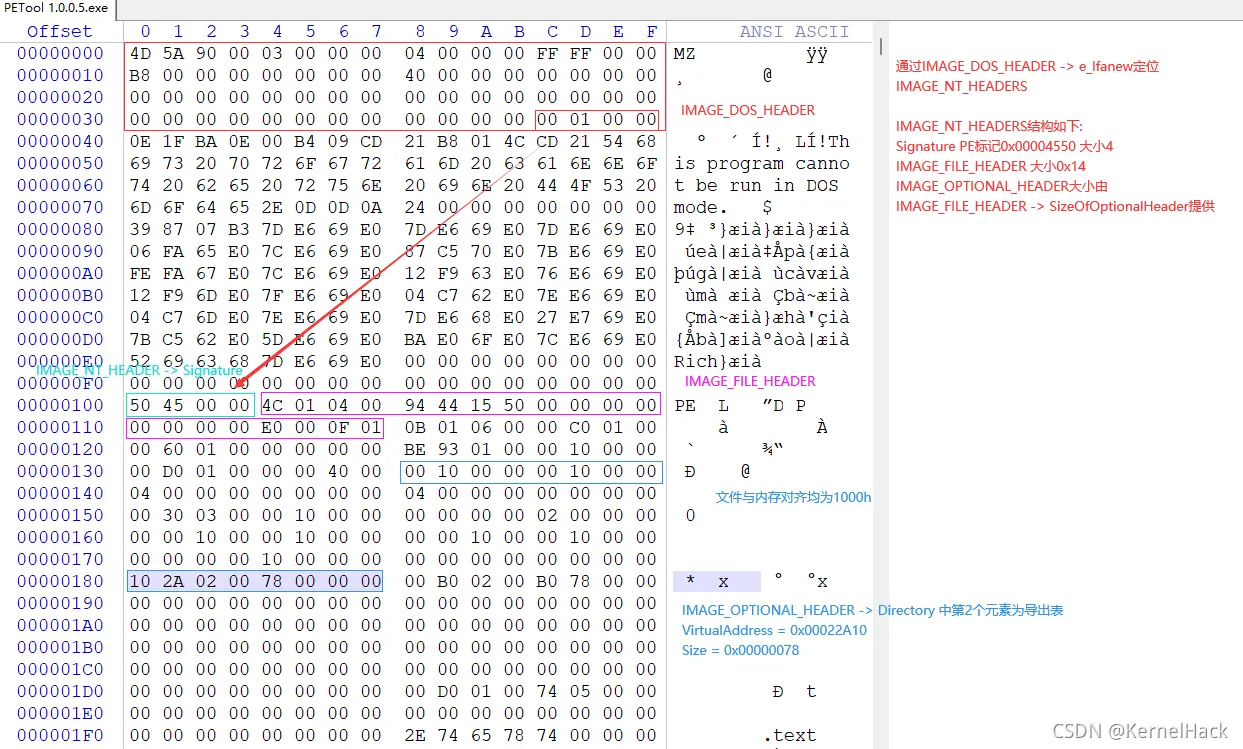 PETool 1.0.0.5.exe
Offset 0 1 2 3 4 5 6 7 8 9 A B C D E F ANSI ASCII
00000000 4D 5A 90 00 03 00 00 00 04 00 00 00 FF FF 00 00 MZ ÿÿ
00000010 B8 00 00 00 00 00 00 00 40 00 00 00 00 00 00 00 ¸ @
00000020 00 00 00 00 00 00 00 00 00 00 00 00 00 00 00 00
00000030 00 00 00 00 00 00 00 00 00 00 00 00 00 01 00 00
IMAGE_DOS_HEADER
00000040 0E 1F BA 0E 00 B4 09 CD 21 B8 01 4C CD 21 54 68 º ´ Í!¸ LÍ!Th
00000050 69 73 20 70 72 6F 67 72 61 6D 20 63 61 6E 6E 6F is program canno
00000060 74 20 62 65 20 72 75 6E 20 69 6E 20 44 4F 53 20 t be run in DOS
00000070 6D 6F 64 65 2E 0D 0D 0A 24 00 00 00 00 00 00 00 mode. $
00000080 39 87 07 B3 7D E6 69 E0 7D E6 69 E0 7D E6 69 E0 9‡ ³}æià}æià}æià
00000090 06 FA 65 E0 7C E6 69 E0 87 C5 70 E0 7B E6 69 E0 úeà|æià‡Åpà{æià
000000A0 FE FA 67 E0 7C E6 69 E0 12 F9 63 E0 76 E6 69 E0 þúgà|æià ùcàvæià
000000B0 12 F9 6D E0 7F E6 69 E0 04 C7 62 E0 7E E6 69 E0 ùmà æià Çbà~æià
000000C0 04 C7 6D E0 7E E6 69 E0 7D E6 68 E0 27 E7 69 E0 Çmà~æià}æhà'çià
000000D0 7B C5 62 E0 5D E6 69 E0 BA E0 6F E0 7C E6 69 E0 {Åbà]æiàºàoà|æià
000000E0 52 69 63 68 7D E6 69 E0 00 00 00 00 00 00 00 00 Rich}æià
IMAGE_NT_HEADER -> Signature
000000F0 00 00 00 00 00 00 00 00 00 00 00 00 00 00 00 00
IMAGE_FILE_HEADER
00000100 50 45 00 00 4C 01 04 00 94 44 15 50 00 00 00 00 PE L ”D P
00000110 00 00 00 00 E0 00 0F 01 0B 01 06 00 00 C0 01 00 à À
00000120 00 60 01 00 00 00 00 00 BE 93 01 00 00 10 00 00 ` ¾“
00000130 00 D0 01 00 00 00 40 00 00 10 00 00 00 10 00 00 Ð @
00000140 04 00 00 00 00 00 00 00 04 00 00 00 00 00 00 00
文件与内存对齐均为1000h
00000150 00 30 03 00 00 10 00 00 00 00 00 00 02 00 00 00 0
00000160 00 00 10 00 00 10 00 00 00 00 10 00 00 10 00 00
00000170 00 00 00 00 10 00 00 00 00 00 00 00 00 00 00 00
00000180 10 2A 02 00 78 00 00 00 00 B0 02 00 B0 78 00 00 * x ° °x
00000190 00 00 00 00 00 00 00 00 00 00 00 00 00 00 00 00
IMAGE_OPTIONAL_HEADER -> Directory 中第2个元素为导出表
000001A0 00 00 00 00 00 00 00 00 00 00 00 00 00 00 00 00
VirtualAddress = 0x00022A10
000001B0 00 00 00 00 00 00 00 00 00 00 00 00 00 00 00 00
Size = 0x00000078
000001C0 00 00 00 00 00 00 00 00 00 00 00 00 00 00 00 00
000001D0 00 00 00 00 00 00 00 00 00 D0 01 00 74 05 00 00 Ð t
000001E0 00 00 00 00 00 00 00 00 00 00 00 00 00 00 00 00
000001F0 00 00 00 00 00 00 00 00 2E 74 65 78 74 00 00 00 .text
通过IMAGE_DOS_HEADER -> e_lfanew定位
IMAGE_NT_HEADERS
IMAGE_NT_HEADERS结构如下:
Signature PE标记0x00004550 大小4
IMAGE_FILE_HEADER 大小0x14
IMAGE_OPTIONAL_HEADER大小由
IMAGE_FILE_HEADER -> SizeOfOptionalHeader提供
CSDN @KernelHack